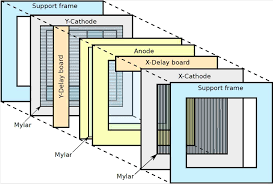 Support frame
Y-Cathode
Y-Delay board
Anode
X-Delay board
X-Cathode
Support frame
Mylar
Mylar
Mylar